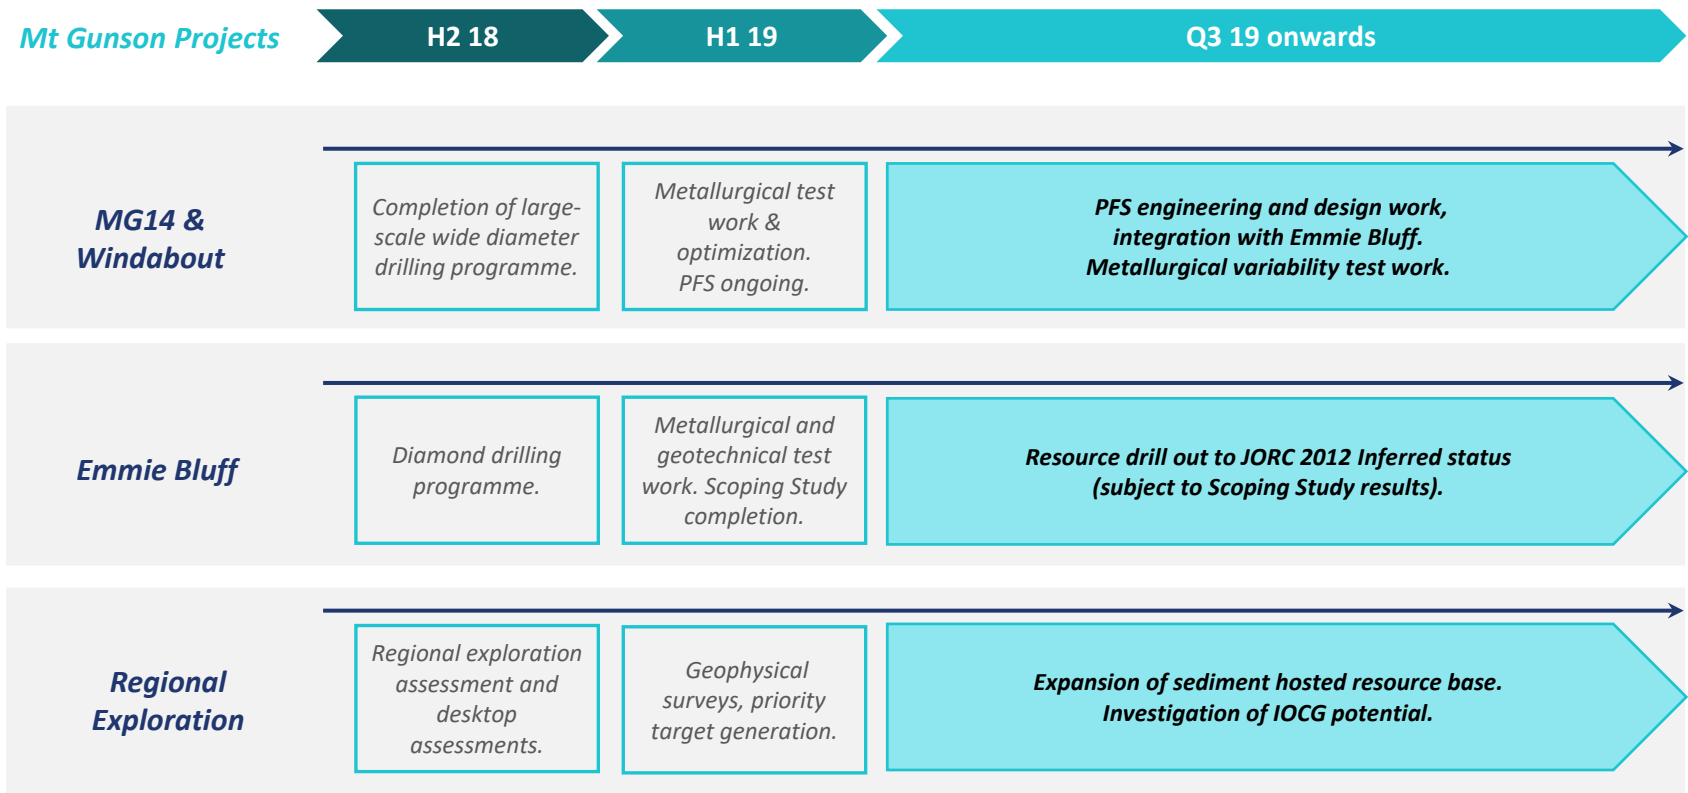 Mt Gunson Projects
H2 18
H1 19
Q3 19 onwards
MG14 &
Windabout
Completion of large-
scale wide diameter
drilling programme.
Metallurgical test
work &
optimization.
PFS ongoing.
PFS engineering and design work,
integration with Emmie Bluff.
Metallurgical variability test work.
Emmie Bluff
Diamond drilling
programme.
Metallurgical and
geotechnical test
work. Scoping Study
completion.
Resource drill out to JORC 2012 Inferred status
(subject to Scoping Study results).
Regional
Exploration
Regional exploration
assessment and
desktop
assessments.
Geophysical
surveys, priority
target generation.
Expansion of sediment hosted resource base.
Investigation of IOCG potential.